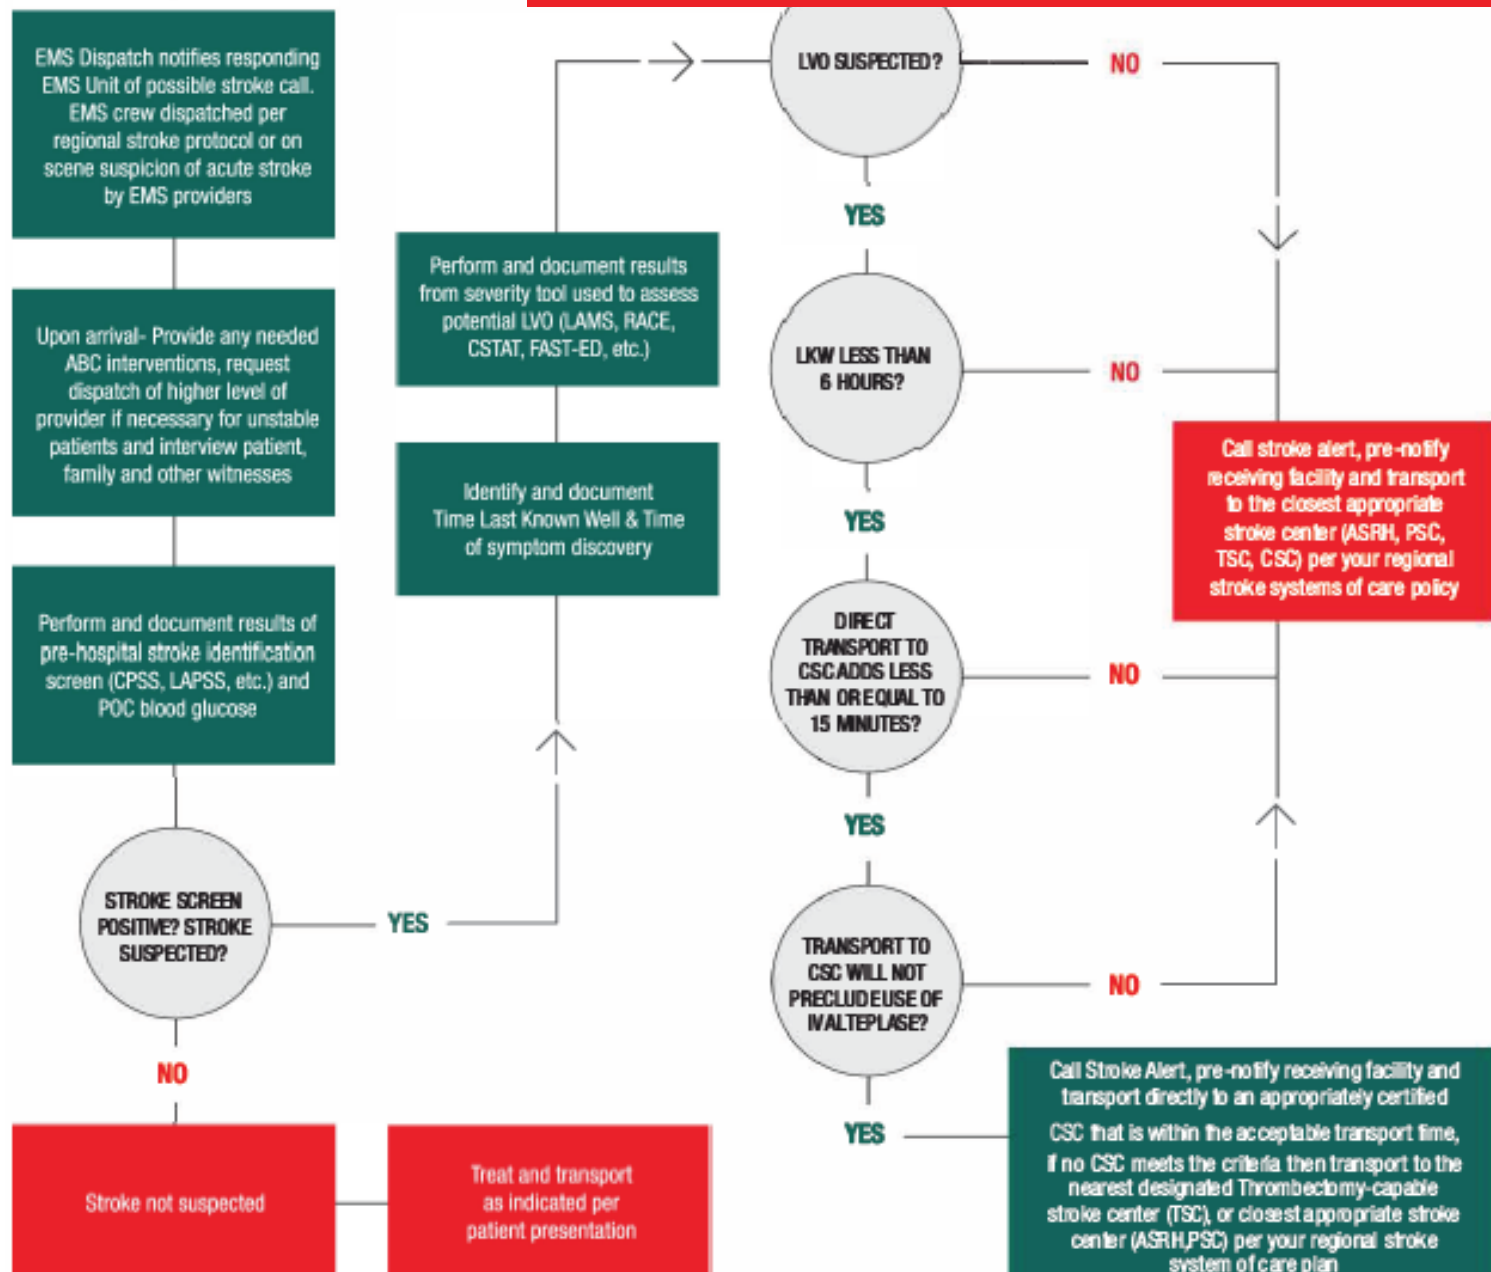 EMS Dispatch notifies responding
EMS Unit of possible stroke call.
EMS crew dispatched per
regional stroke protocol or on
scene suspicion of acute stroke
by EMS providers
Upon arrival- Provide any needed
ABC interventions, request
dispatch of higher level of
provider if necessary for unstable
patients and interview patient,
family and other witnesses
Perform and document results of
pre-hospital stroke identification
screen (CPSS, LAPSS, etc.) and
POC blood glucose
STROKE SCREEN
POSITIVE? STROKE
SUSPECTED?
YES
NO
Stroke not suspected
Treat and transport
as indicated per
patient presentation
Identify and document
Time Last Known Well & Time
of symptom discovery
Perform and document results
from severity tool used to assess
potential LVO (LAMS, RACE,
CSTAT, FAST-ED, etc.)
LVO SUSPECTED?
NO
YES
LKW LESS THAN
6 HOURS?
NO
YES
DIRECT
TRANSPORT TO
CSC ADDS LESS
THAN OR EQUAL TO
15 MINUTES?
NO
YES
TRANSPORT TO
CSC WILL NOT
PRECLUDE USE OF
IV ALTEPLASE?
NO
YES
Call stroke alert, pre-notify
receiving facility and transport
to the closest appropriate
stroke center (ASRH, PSC,
TSC, CSC) per your regional
stroke systems of care policy
Call Stroke Alert, pre-notify receiving facility and
transport directly to an appropriately certified
CSC that is within the acceptable transport time,
if no CSC meets the criteria then transport to the
nearest designated Thrombectomy-capable
stroke center (TSC), or closest appropriate stroke
center (ASRH,PSC) per your regional stroke
system of care plan